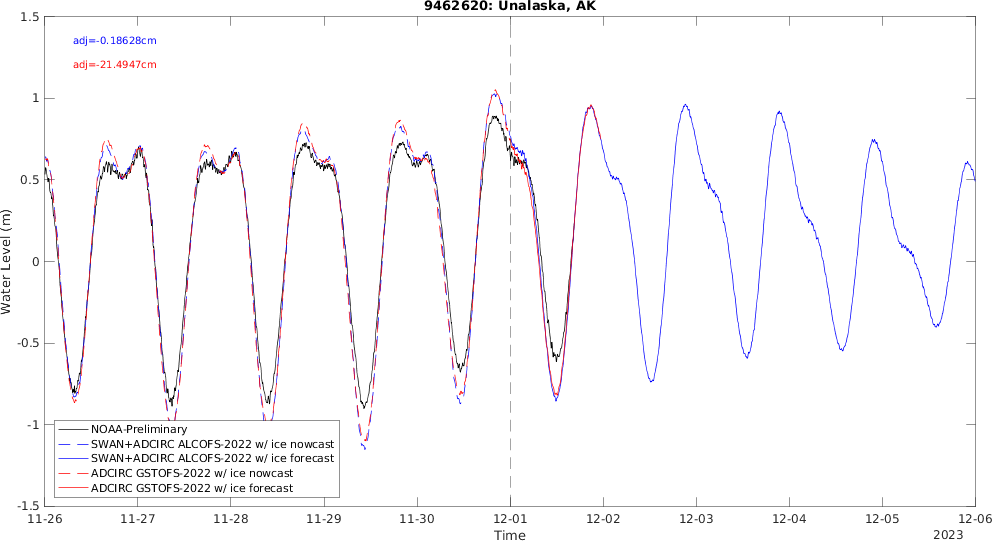 9462620: Unalaska, AK
adj=-0.18628cm
adj=-21.4947cm
Water Level (m)
1.5
1
0.5
0
-0.5
-1
-1.5
NOAA-Preliminary
SWAN+ADCIRC ALCOFS-2022 w/ ice nowcast
SWAN+ADCIRC ALCOFS-2022 w/ ice forecast
ADCIRC GSTOFS-2022 w/ ice nowcast
ADCIRC GSTOFS-2022 w/ ice forecast
11-26 11-27 11-28 11-29 11-30 12-01 12-02 12-03 12-04 12-05 12-06
Time
2023